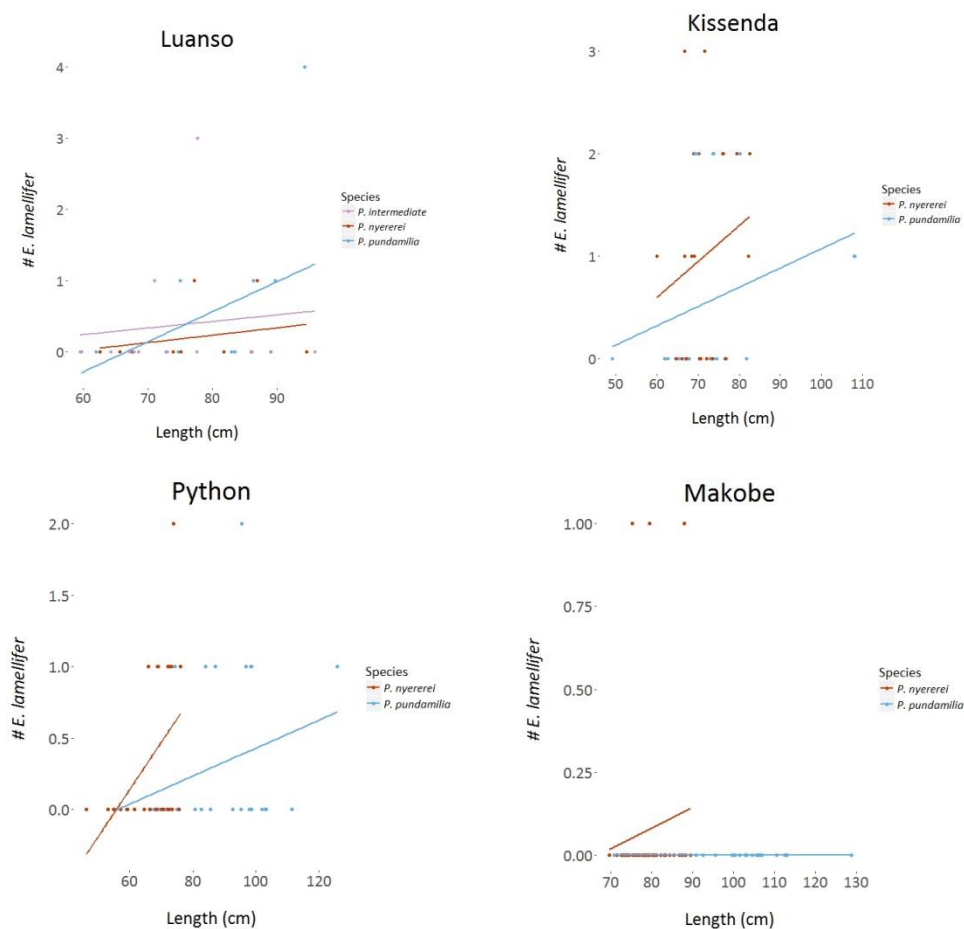 Luanso
4
3
2
1
0
# E. lamellifer
60 70 80 90
Length (cm)
Species
P. intermediate
P. nyererei
P. pundamilia
Kissenda
3
2
1
0
# E. lamellifer
50 60 70 80 90 100 110
Length (cm)
Species
P. nyererei
P. pundamilia
Python
2.0
1.5
1.0
0.5
0.0
# E. lamellifer
60 80 100 120
Length (cm)
Species
P. nyererei
P. pundamilia
Makobe
1.00
0.75
0.50
0.25
0.00
# E. lamellifer
70 80 90 100 110 120 130
Length (cm)
Species
P. nyererei
P. pundamilia